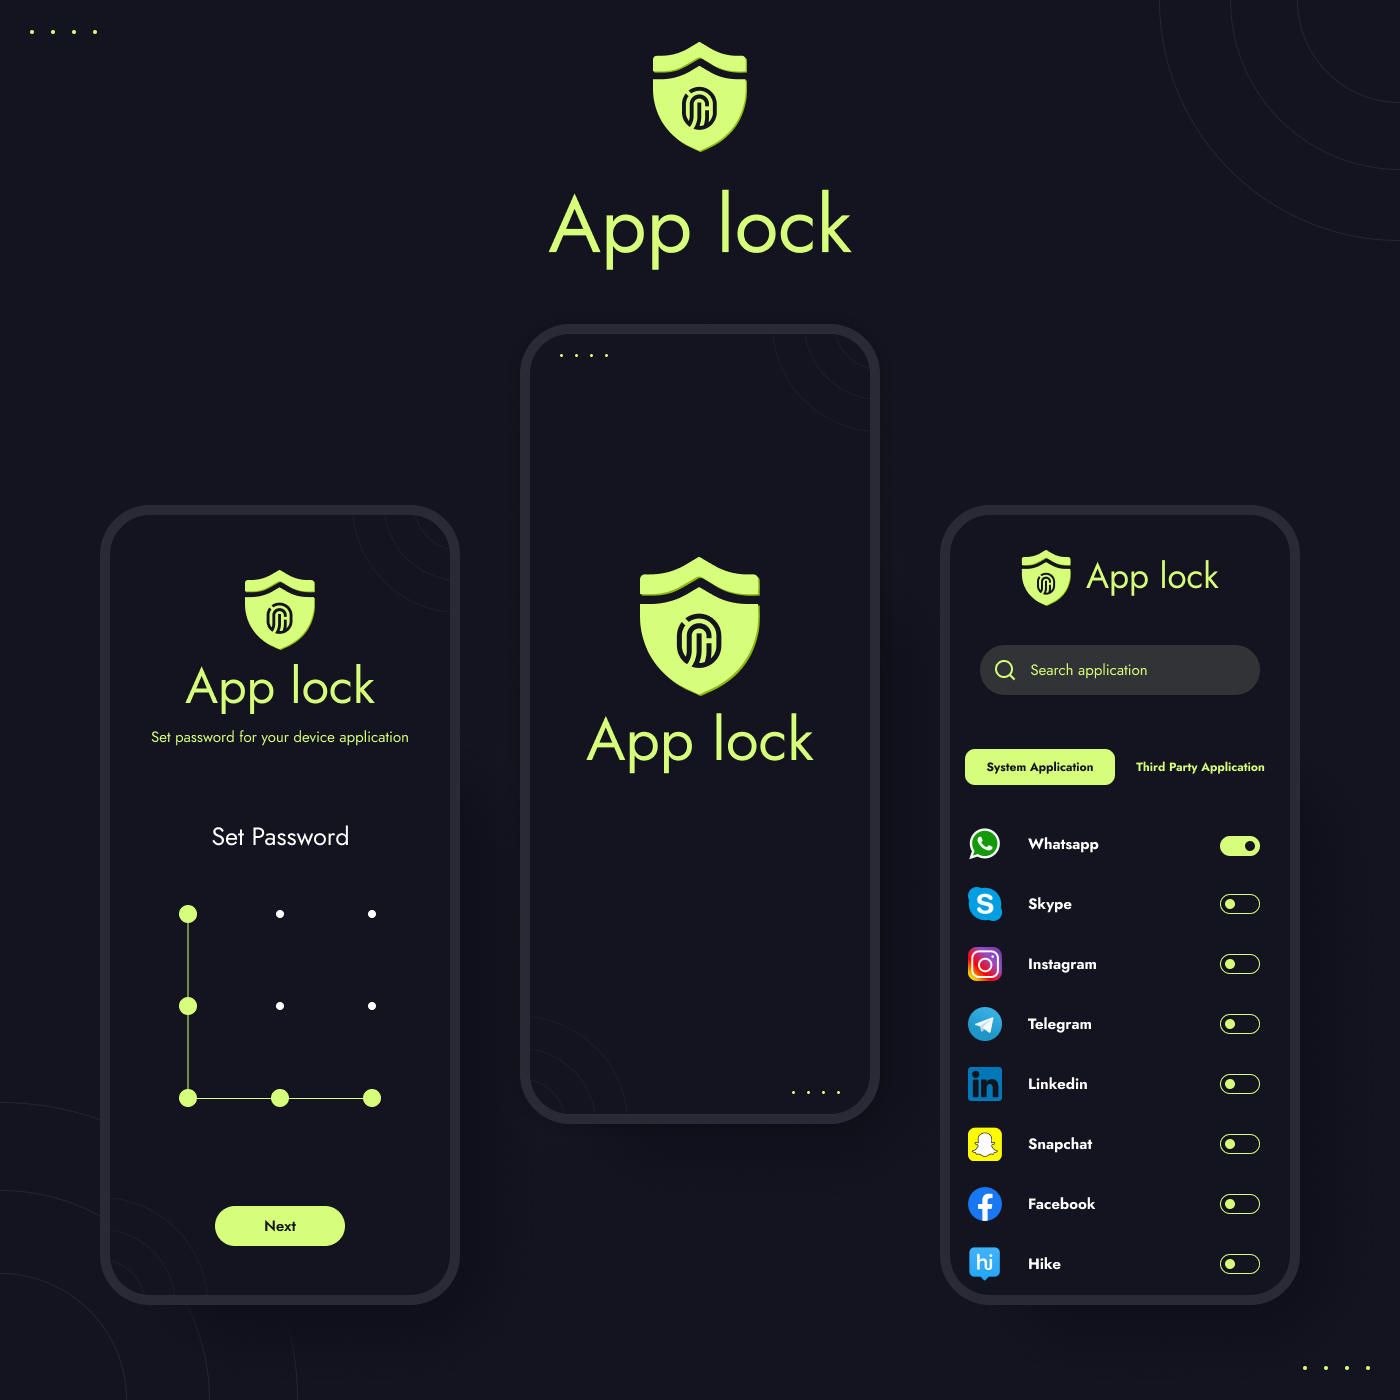 App lock
App lock
Set password for your device application
Set Password
Next
App lock
App lock
Search application
System Application
Third Party Application
Whatsapp
Skype
Instagram
Telegram
Linkedin
Snapchat
Facebook
Hike